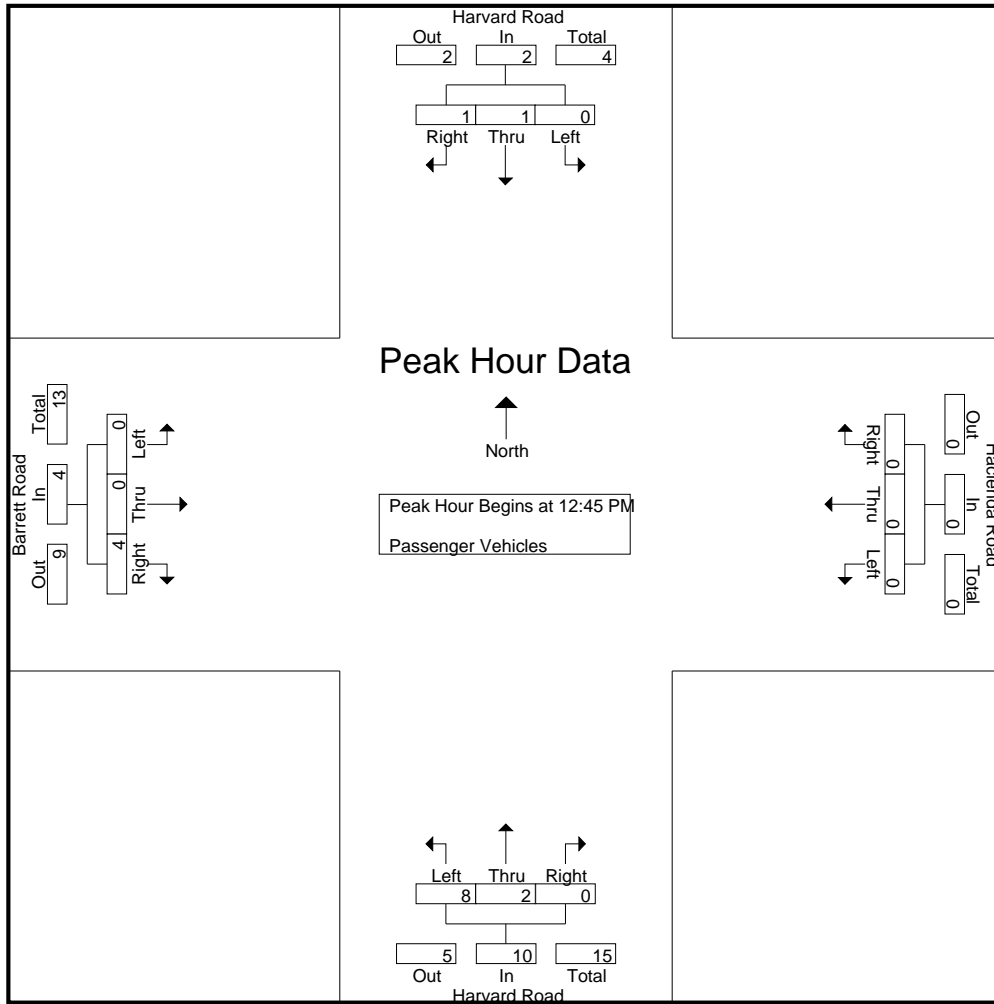 Harvard Road
Out In Total
2 2 4
1 1 0
Right Thru Left
Peak Hour Data
North
Peak Hour Begins at 12:45 PM
Passenger Vehicles
Barrett Road
Out In Total
9 4 13
Right Thru Left
4 0 0
Hacienda Road
Out In Total
0 0 0
Right Thru Left
0 0 0
Left Thru Right
8 2 0
5 10 15
Out In Total
Harvard Road